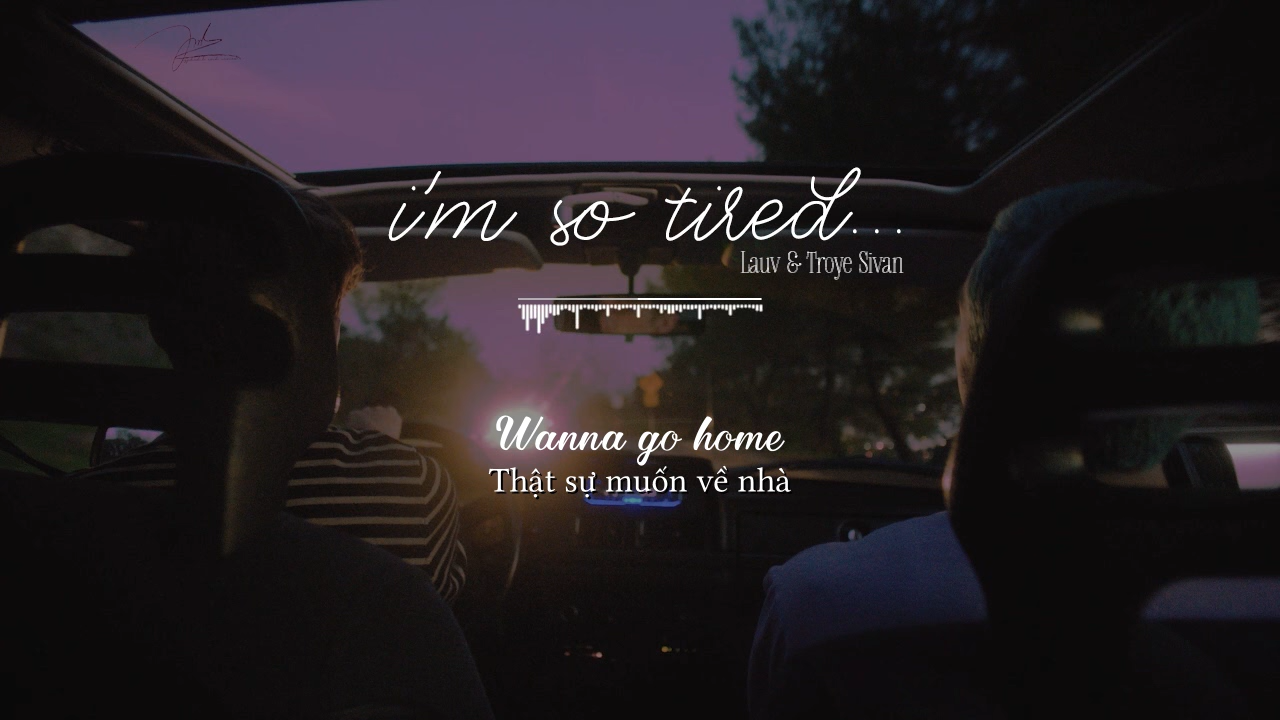 i'm so tired...
Lauv & Troye Sivan
Wanna go home
Thật sự muốn về nhà